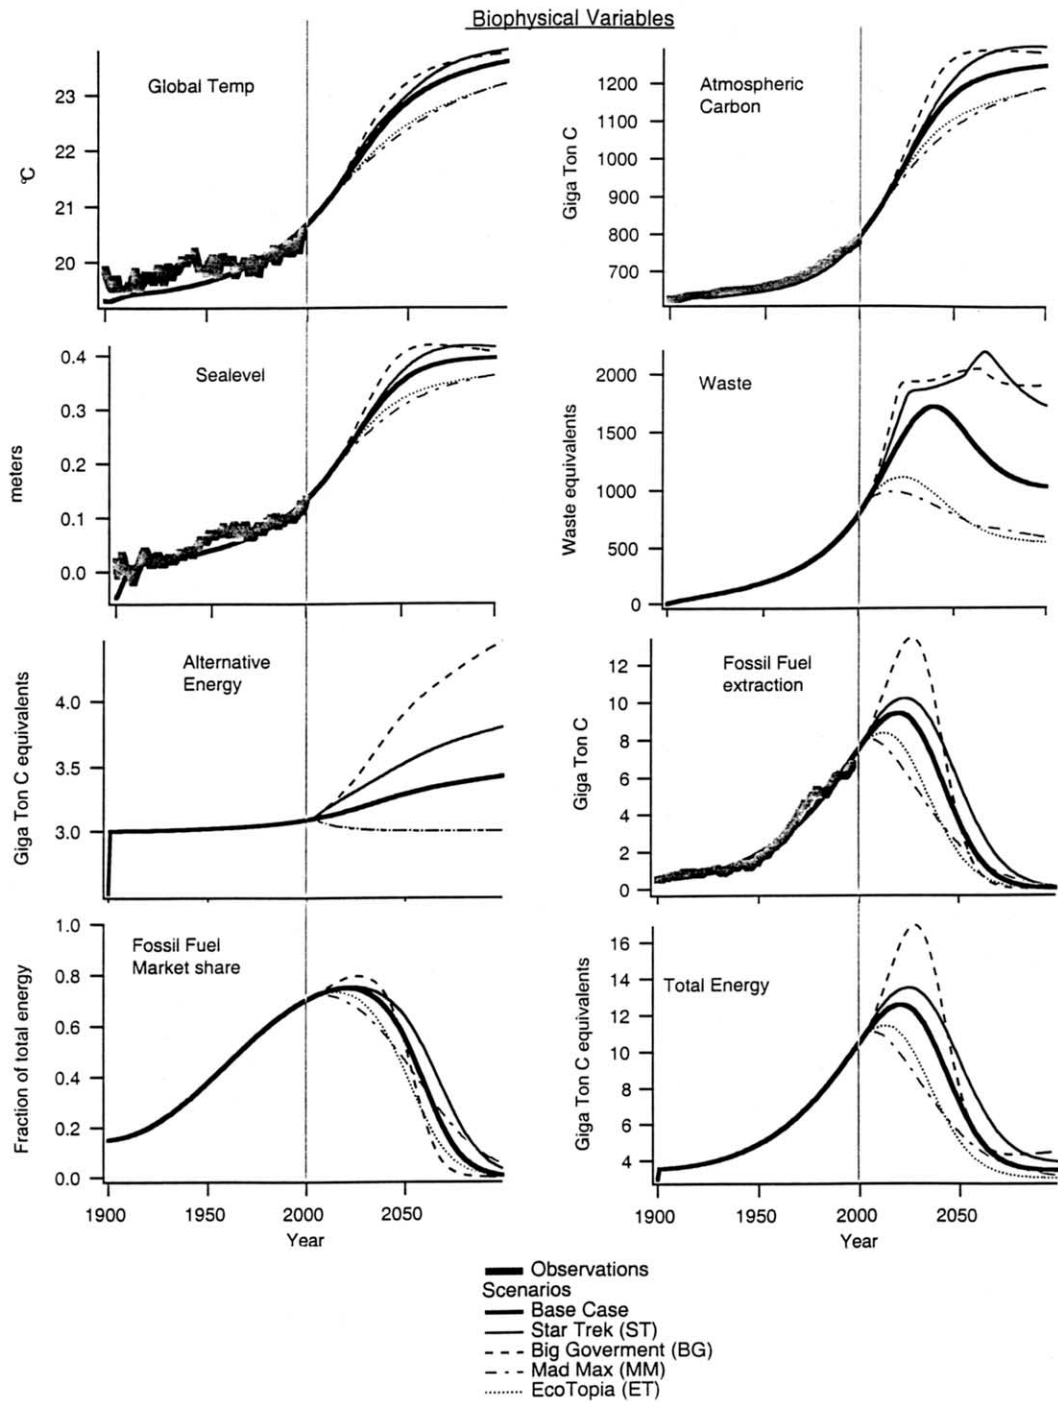 Biophysical Variables
Global Temp
°C
23
22
21
20
Atmospheric
Carbon
Giga Ton C
1200
1100
1000
900
800
700
Sealevel
meters
0.4
0.3
0.2
0.1
0.0
Waste
Waste equivalents
2000
1500
1000
500
0
Alternative
Energy
Giga Ton C equivalents
4.0
3.5
3.0
Fossil Fuel
extraction
Giga Ton C
12
10
8
6
4
2
0
Fossil Fuel
Market share
Fraction of total energy
1.0
0.8
0.6
0.4
0.2
0.0
1900 1950 2000 2050
Year
Total Energy
Giga Ton C equivalents
16
14
12
10
8
6
4
1900 1950 2000 2050
Year
Observations
Scenarios
Base Case
Star Trek (ST)
Big Goverment (BG)
Mad Max (MM)
EcoTopia (ET)